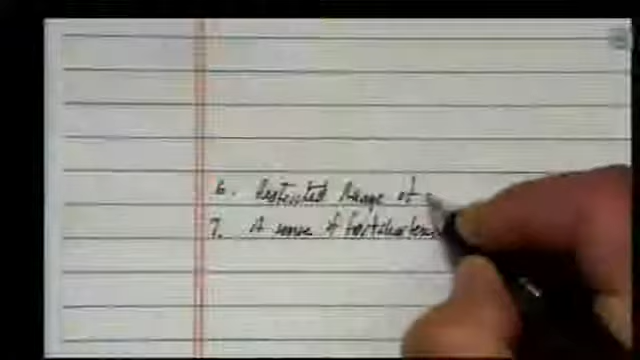 6. Restricted Range of
7. A sense of